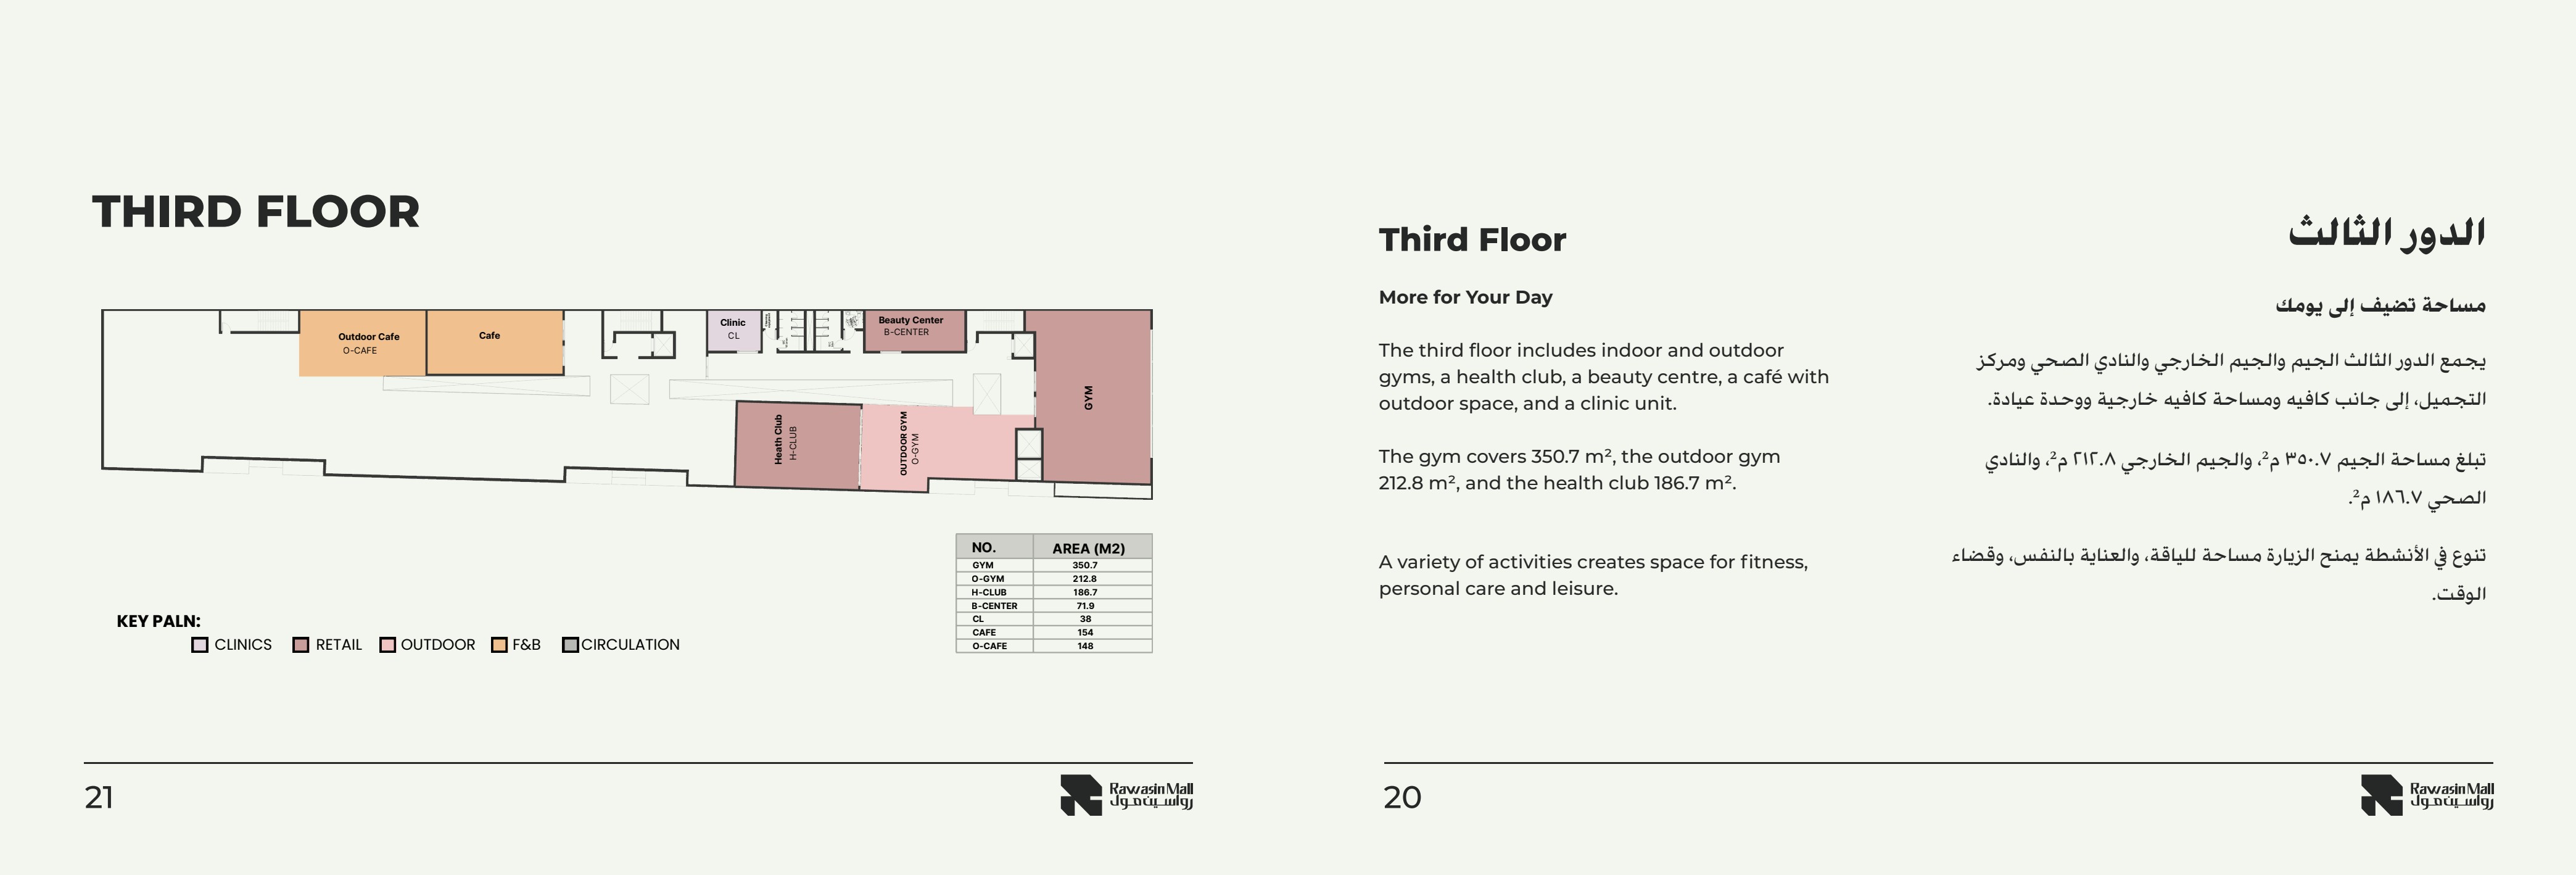 THIRD FLOOR
Outdoor Cafe
O-CAFE
Cafe
Clinic
CL
Beauty Center
B-CENTER
GYM
Heath Club
H-CLUB
OUTDOOR GYM
O-GYM
NO. AREA (M2)
GYM 350.7
O-GYM 212.8
H-CLUB 186.7
B-CENTER 71.9
CL 38
CAFE 154
O-CAFE 148
KEY PALN:
CLINICS RETAIL OUTDOOR F&B CIRCULATION
21
Rawasin Mall
رواسين مول
Third Floor
More for Your Day
The third floor includes indoor and outdoor
gyms, a health club, a beauty centre, a café with
outdoor space, and a clinic unit.
The gym covers 350.7 m², the outdoor gym
212.8 m², and the health club 186.7 m².
A variety of activities creates space for fitness,
personal care and leisure.
الدور الثالث
مساحة تضيف إلى يومك
يجمع الدور الثالث الجيم والجيم الخارجي والنادي الصحي ومركز
التجميل، إلى جانب كافيه ومساحة كافيه خارجية ووحدة عيادة.
تبلغ مساحة الجيم ٣٥٠.٧ م²، والجيم الخارجي ٢١٢.٨ م²، والنادي
الصحي ١٨٦.٧ م².
تنوع في الأنشطة يمنح الزيارة مساحة للياقة، والعناية بالنفس، وقضاء
الوقت.
20
Rawasin Mall
رواسين مول